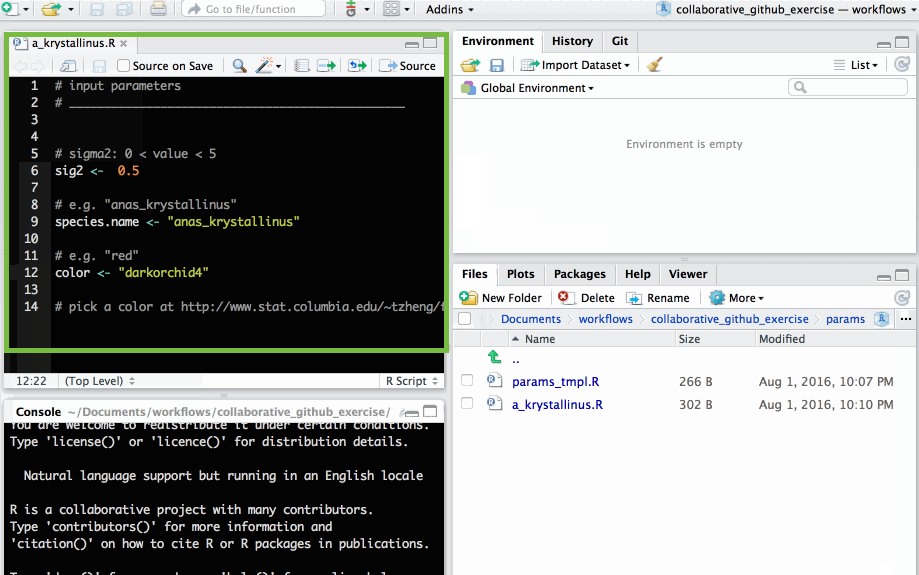 Go to file/function
Addins
collaborative_github_exercise — workflows
a_krystallinus.R
Source on Save
Source
1 # input parameters
2 # ________________________________________
3
4
5 # sigma2: 0 < value < 5
6 sig2 <-  0.5
7
8 # e.g. "anas_krystallinus"
9 species.name <- "anas_krystallinus"
10
11 # e.g. "red"
12 color <- "darkorchid4"
13
14 # pick a color at http://www.stat.columbia.edu/~tzheng/f
12:22 (Top Level) R Script
Console ~/Documents/workflows/collaborative_github_exercise/
You are welcome to redistribute it under certain conditions.
Type 'license()' or 'licence()' for distribution details.
Natural language support but running in an English locale
R is a collaborative project with many contributors.
Type 'contributors()' for more information and
'citation()' on how to cite R or R packages in publications.
Environment History Git
Import Dataset List
Global Environment
Environment is empty
Files Plots Packages Help Viewer
New Folder Delete Rename More
Documents workflows collaborative_github_exercise params ...
Name Size Modified
..
params_tmpl.R 266 B Aug 1, 2016, 10:07 PM
a_krystallinus.R 302 B Aug 1, 2016, 10:10 PM